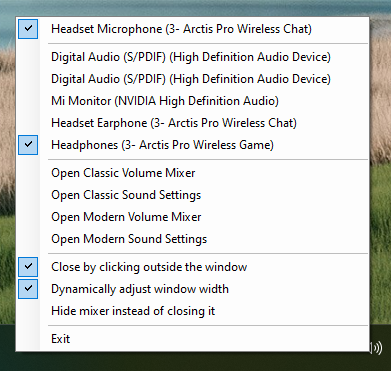 Headset Microphone (3- Arctis Pro Wireless Chat)
Digital Audio (S/PDIF) (High Definition Audio Device)
Digital Audio (S/PDIF) (High Definition Audio Device)
Mi Monitor (NVIDIA High Definition Audio)
Headset Earphone (3- Arctis Pro Wireless Chat)
Headphones (3- Arctis Pro Wireless Game)
Open Classic Volume Mixer
Open Classic Sound Settings
Open Modern Volume Mixer
Open Modern Sound Settings
Close by clicking outside the window
Dynamically adjust window width
Hide mixer instead of closing it
Exit